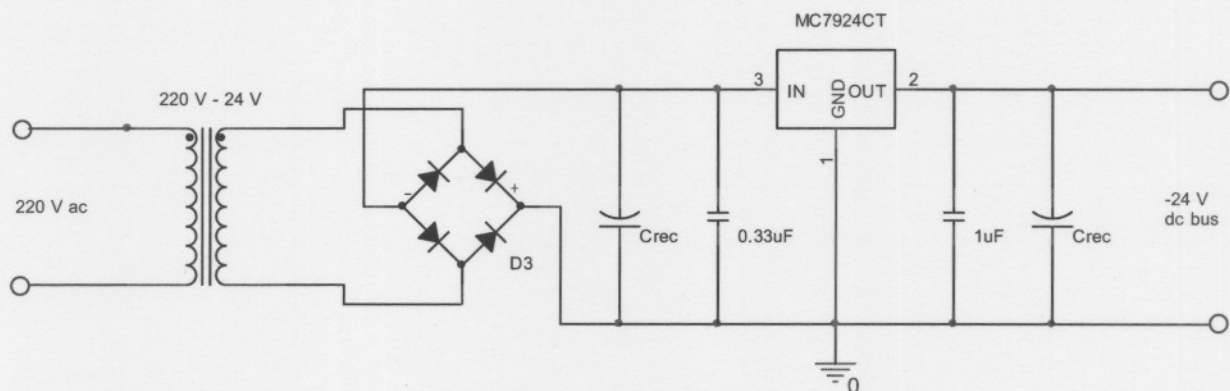 MC7924CT
220 V - 24 V
3
IN
GND
OUT
2
1
220 V ac
-
+
D3
Crec
0.33uF
1uF
Crec
-24 V
dc bus
0